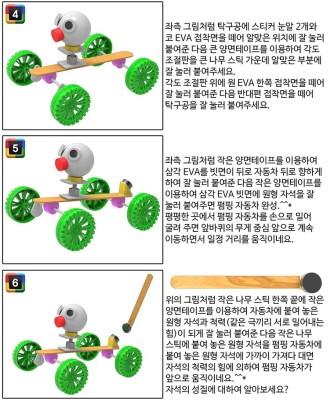 4
좌측 그림처럼 탁구공에 스티커 눈알 2개와
코 EVA 접착면을 떼어 알맞은 위치에 잘 눌러
붙여준 다음 큰 양면테이프를 이용하여 각도
조절판을 큰 나무 스틱 가운데 알맞은 부분에
잘 눌러 붙여주세요.
각도 조절판 위에 원 EVA 한쪽 접착면을 떼어
잘 눌러 붙여준 다음 반대편 접착면을 떼어
탁구공을 잘 눌러 붙여주세요.
5
좌측 그림처럼 작은 양면테이프를 이용하여
삼각 EVA를 빗면이 뒤로 자동차 뒤로 향하게
하여 잘 눌러 붙여준 다음 작은 양면테이프를
이용하여 삼각 EVA 빗면에 원형 자석을 잘
눌러 붙여주면 펌핑 자동차 완성.^^*
평평한 곳에서 펌핑 자동차를 손으로 밀어
굴려 주면 앞바퀴의 무게 중심 앞으로 계속
이동하면서 일정 거리를 움직이네요.
6
위의 그림처럼 작은 나무 스틱 한쪽 끝에 작은
양면테이프를 이용하여 자동차에 붙여 놓은
원형 자석과 척력(같은 극끼리 서로 밀어내는
힘)이 되게 잘 눌러 붙여준 다음 작은 나무
스틱에 붙여 놓은 원형 자석을 펌핑 자동차에
붙여 놓은 원형 자석에 가까이 가져다 대면
자석의 척력의 힘에 의하여 펌핑 자동차가
앞으로 움직이네요.^^*
자석의 성질에 대하여 알아보세요?